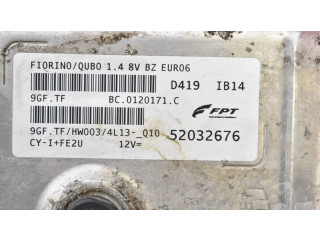 FIORINO/QUBO 1.4 8V BZ EURO6
D419 IB14
9GF.TF BC.0120171.C
FPT
9GF.TF/HW003/4L13-_Q10 52032676
CY-I+FE2U 12V=